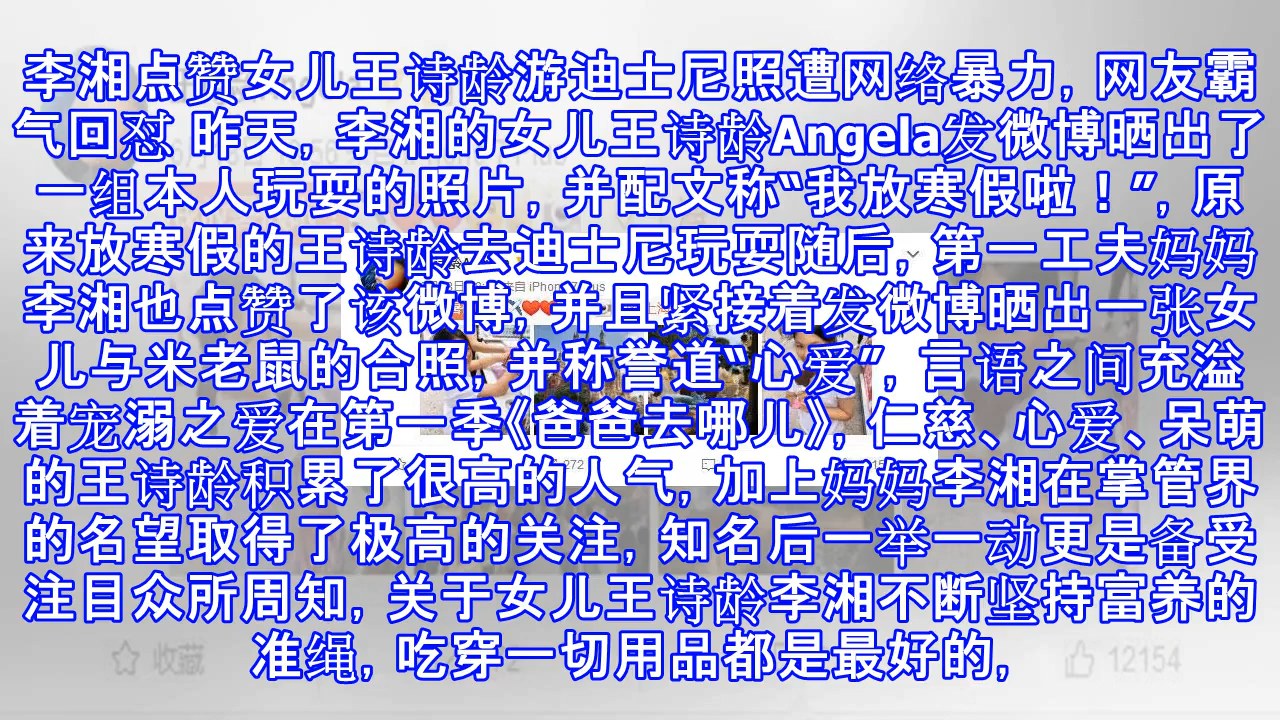 李湘点赞女儿王诗龄游迪士尼照遭网络暴力, 网友霸
气回怼 昨天, 李湘的女儿王诗龄Angela发微博晒出了
一组本人玩耍的照片, 并配文称“我放寒假啦！”, 原
来放寒假的王诗龄去迪士尼玩耍随后, 第一工夫妈妈
李湘也点赞了该微博, 并且紧接着发微博晒出一张女
儿与米老鼠的合照, 并称誉道“心爱”, 言语之间充溢
着宠溺之爱在第一季《爸爸去哪儿》, 仁慈、心爱、呆萌
的王诗龄积累了很高的人气, 加上妈妈李湘在掌管界
的名望取得了极高的关注, 知名后一举一动更是备受
注目众所周知, 关于女儿王诗龄李湘不断坚持富养的
准绳, 吃穿一切用品都是最好的,
收藏
12154